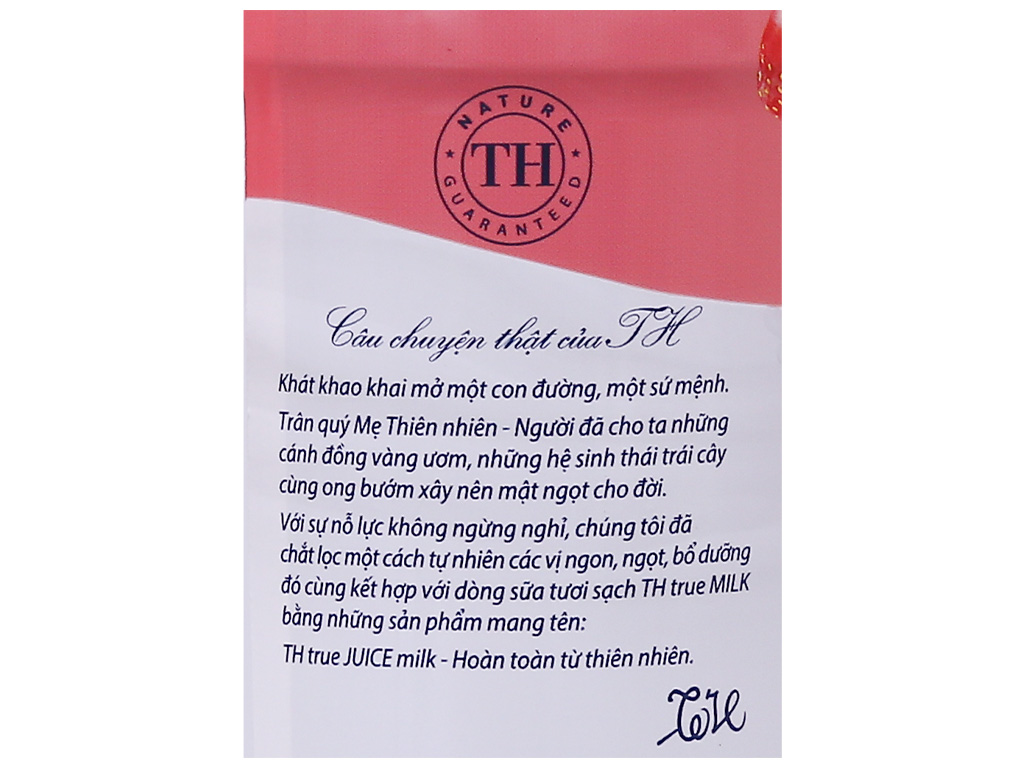 NATURE
TH
GUARANTEED
Câu chuyện thật của TH
Khát khao khai mở một con đường, một sứ mệnh.
Trân quý Mẹ Thiên nhiên - Người đã cho ta những
cánh đồng vàng ươm, những hệ sinh thái trái cây
cùng ong bướm xây nên mật ngọt cho đời.
Với sự nỗ lực không ngừng nghỉ, chúng tôi đã
chắt lọc một cách tự nhiên các vị ngon, ngọt, bổ dưỡng
đó cùng kết hợp với dòng sữa tươi sạch TH true MILK
bằng những sản phẩm mang tên:
TH true JUICE milk - Hoàn toàn từ thiên nhiên.
TH